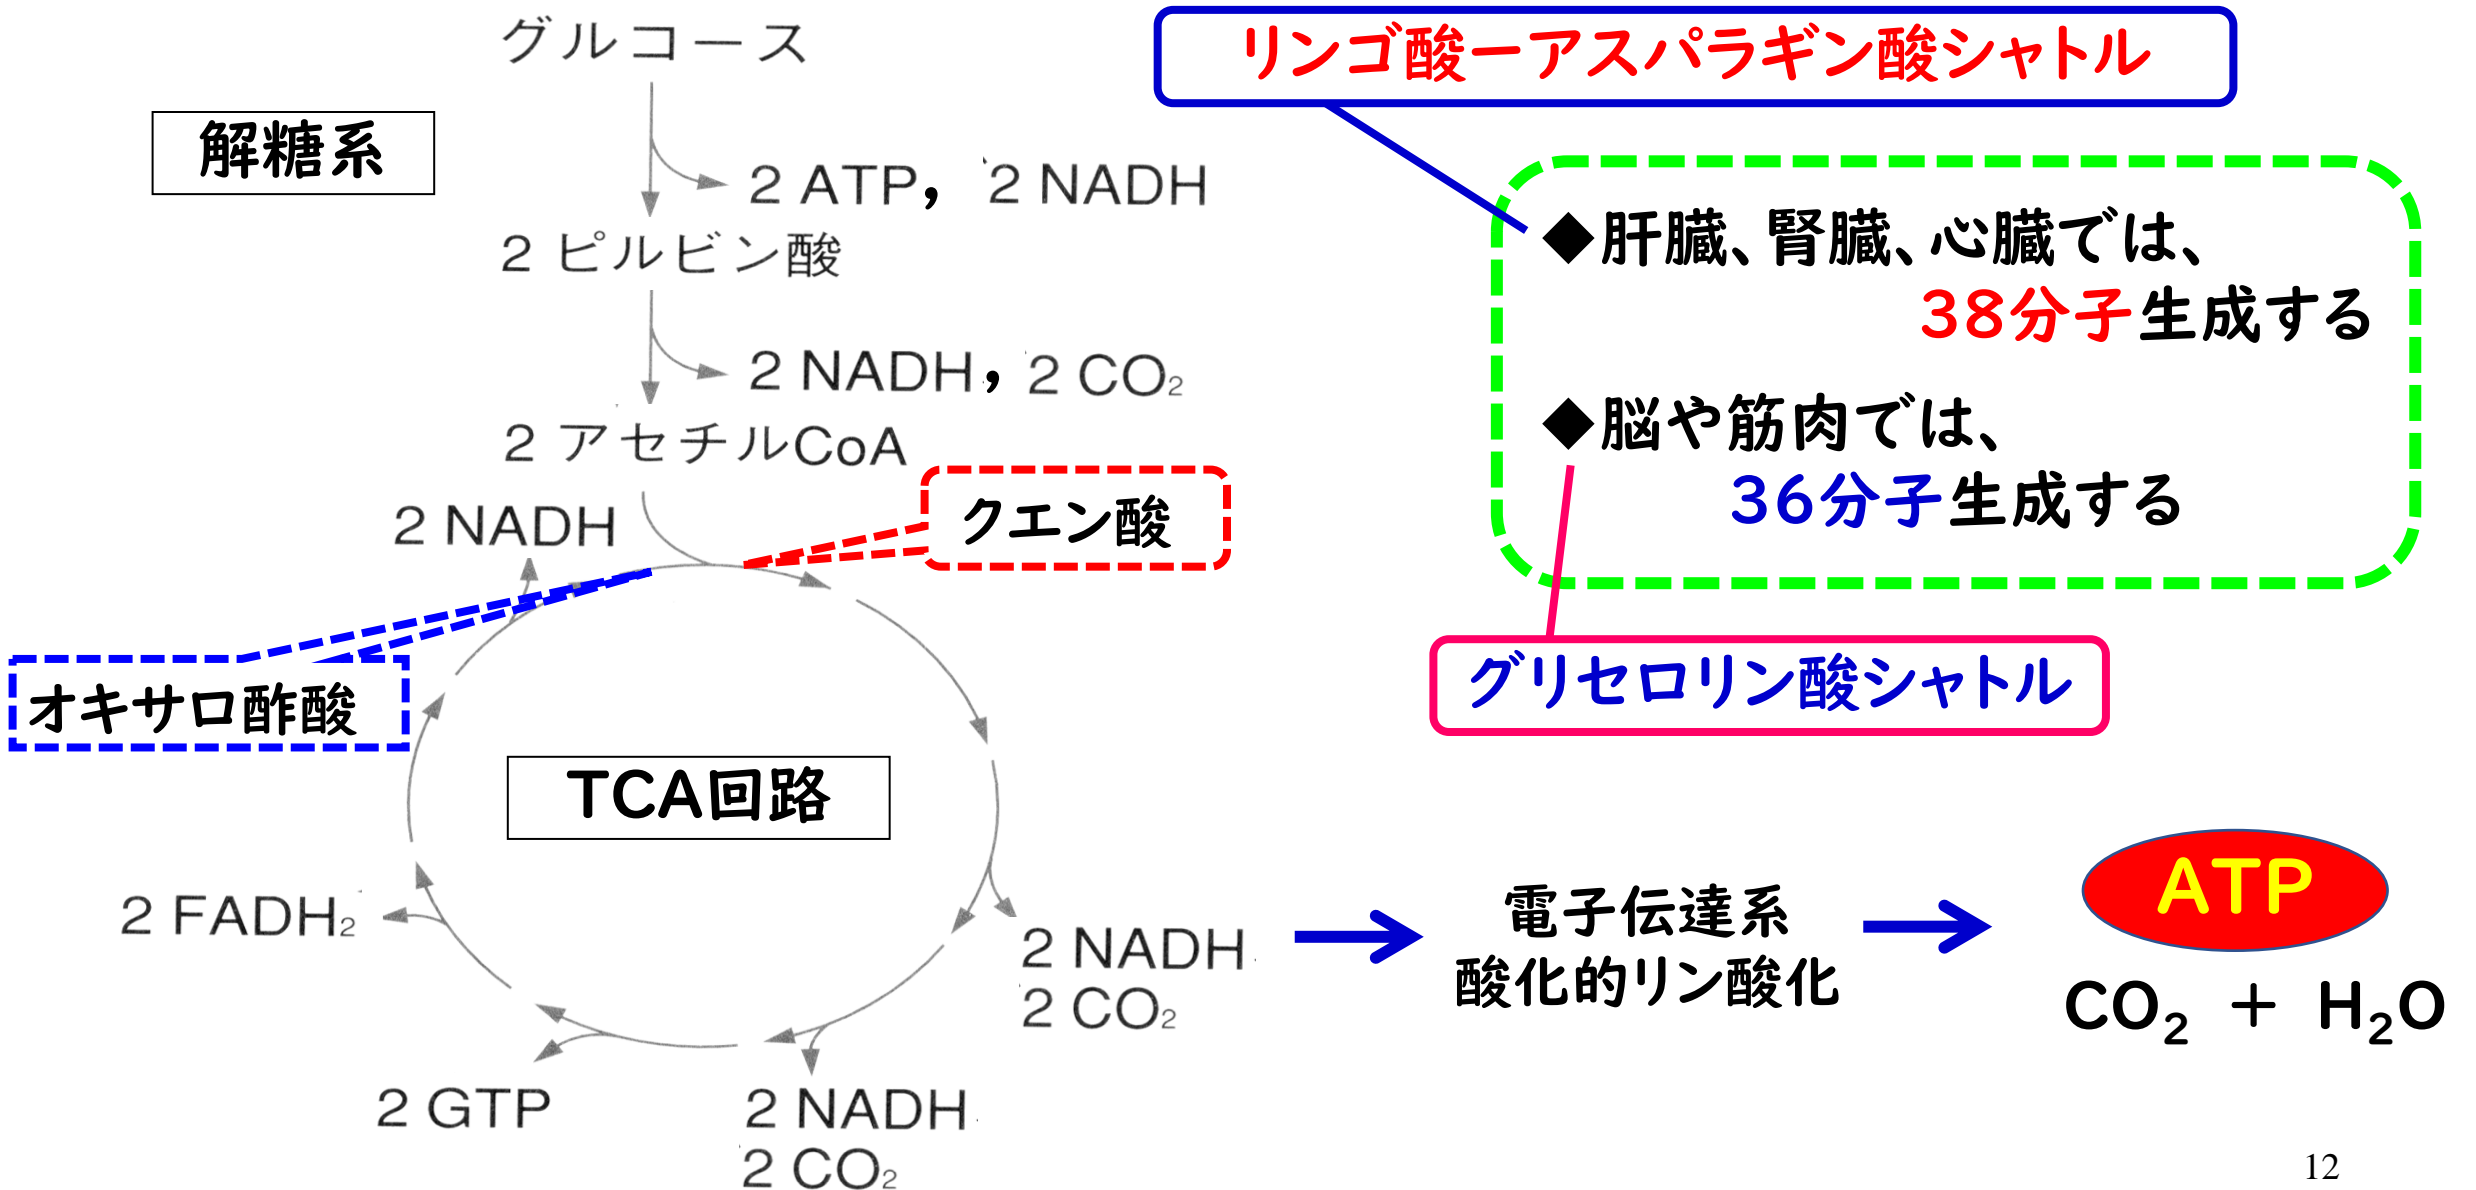 グルコース
解糖系
2 ATP, 2 NADH
2 ピルビン酸
2 NADH, 2 CO₂
2 アセチルCoA
2 NADH
クエン酸
オキサロ酢酸
TCA回路
2 FADH₂
2 NADH
2 CO₂
2 GTP
2 NADH
2 CO₂
リンゴ酸ーアスパラギン酸シャトル
◆肝臓、腎臓、心臓では、
38分子生成する
◆脳や筋肉では、
36分子生成する
グリセロリン酸シャトル
電子伝達系
酸化的リン酸化
ATP
CO₂ + H₂O
12